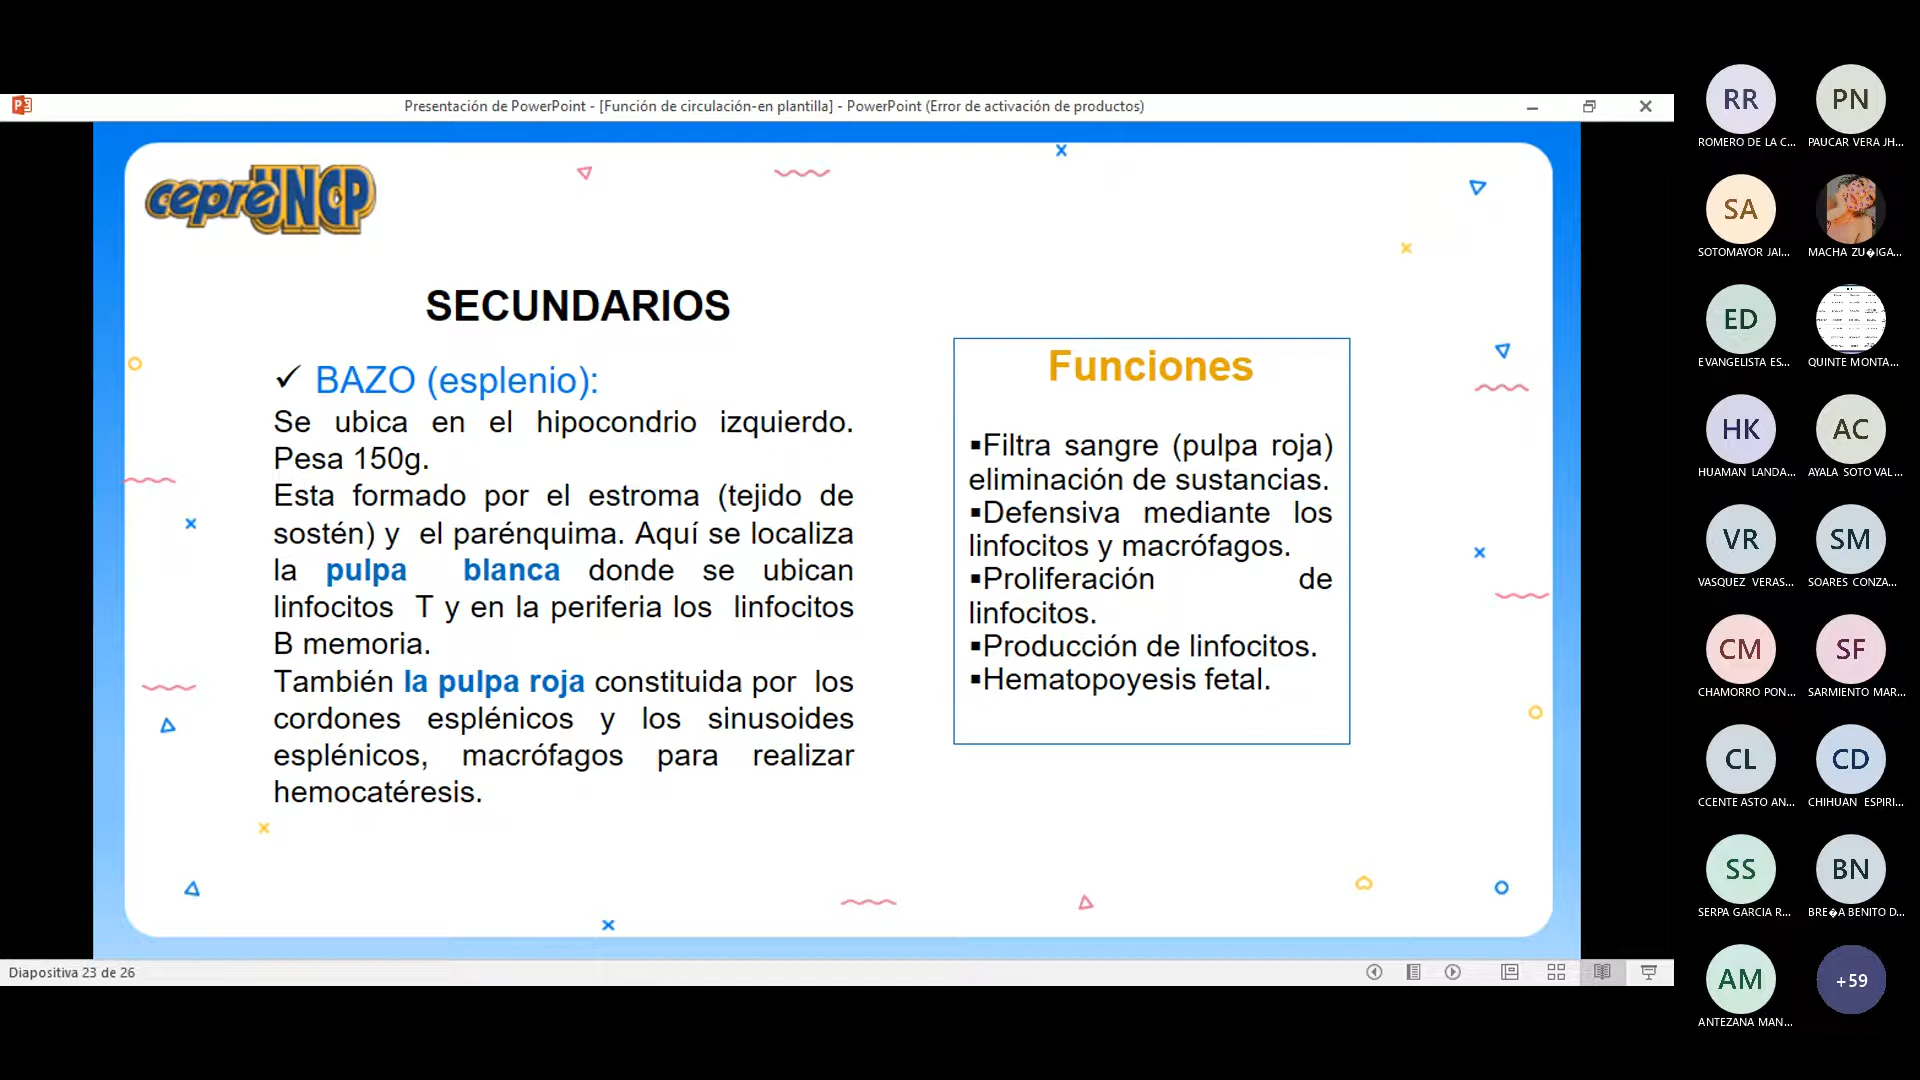 Presentación de PowerPoint - [Función de circulación-en plantilla] - PowerPoint (Error de activación de productos)
cepreUNCP
SECUNDARIOS
✓ BAZO (esplenio):
Se ubica en el hipocondrio izquierdo.
Pesa 150g.
Esta formado por el estroma (tejido de
sostén) y el parénquima. Aquí se localiza
la pulpa blanca donde se ubican
linfocitos T y en la periferia los linfocitos
B memoria.
También la pulpa roja constituida por los
cordones esplénicos y los sinusoides
esplénicos, macrófagos para realizar
hemocatéresis.
Funciones
▪Filtra sangre (pulpa roja)
eliminación de sustancias.
▪Defensiva mediante los
linfocitos y macrófagos.
▪Proliferación de
linfocitos.
▪Producción de linfocitos.
▪Hematopoyesis fetal.
Diapositiva 23 de 26
RR PN
ROMERO DE LA C... PAUCAR VERA JH...
SA
SOTOMAYOR JAI... MACHA ZU�IGA...
ED
EVANGELISTA ES... QUINTE MONTA...
HK AC
HUAMAN LANDA... AYALA SOTO VAL...
VR SM
VASQUEZ VERAS... SOARES CONZA...
CM SF
CHAMORRO PON... SARMIENTO MAR...
CL CD
CCENTE ASTO AN... CHIHUAN ESPIRI...
SS BN
SERPA GARCIA R... BRE�A BENITO D...
AM +59
ANTEZANA MAN...